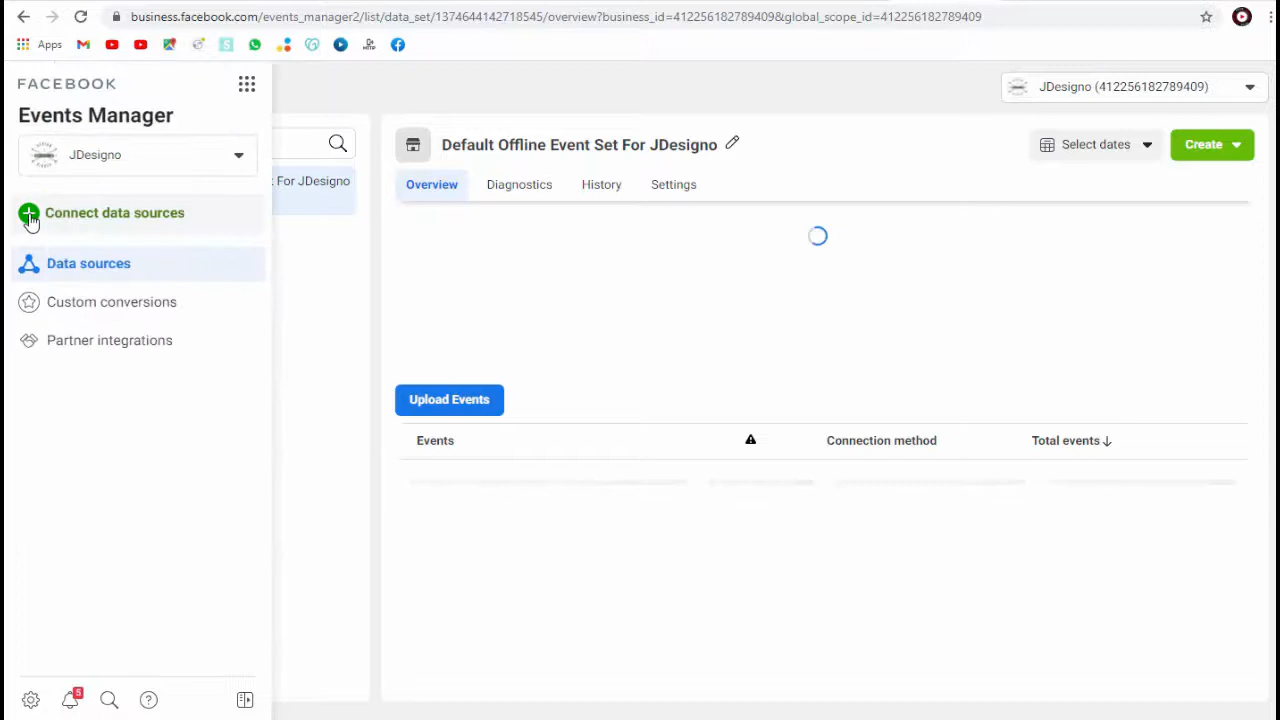 business.facebook.com/events_manager2/list/data_set/1374644142718545/overview?business_id=412256182789409&global_scope_id=412256182789409
Apps
FACEBOOK
Events Manager
JDesigno
Connect data sources
Data sources
Custom conversions
Partner integrations
5
t For JDesigno
JDesigno (412256182789409)
Default Offline Event Set For JDesigno
Select dates
Create
Overview
Diagnostics
History
Settings
Upload Events
Events
Connection method
Total events